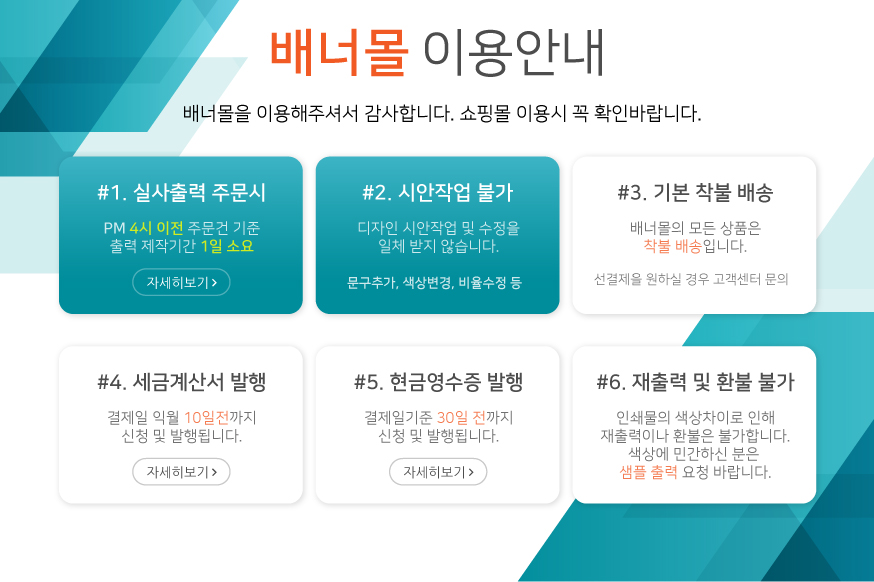 배너몰 이용안내
배너몰을 이용해주셔서 감사합니다. 쇼핑몰 이용시 꼭 확인바랍니다.
#1. 실사출력 주문시
PM 4시 이전 주문건 기준
출력 제작기간 1일 소요
자세히보기 >
#2. 시안작업 불가
디자인 시안작업 및 수정을
일체 받지 않습니다.
문구추가, 색상변경, 비율수정 등
#3. 기본 착불 배송
배너몰의 모든 상품은
착불 배송입니다.
선결제을 원하실 경우 고객센터 문의
#4. 세금계산서 발행
결제일 익월 10일전까지
신청 및 발행됩니다.
자세히보기 >
#5. 현금영수증 발행
결제일기준 30일 전까지
신청 및 발행됩니다.
자세히보기 >
#6. 재출력 및 환불 불가
인쇄물의 색상차이로 인해
재출력이나 환불은 불가합니다.
색상에 민간하신 분은
샘플 출력 요청 바랍니다.